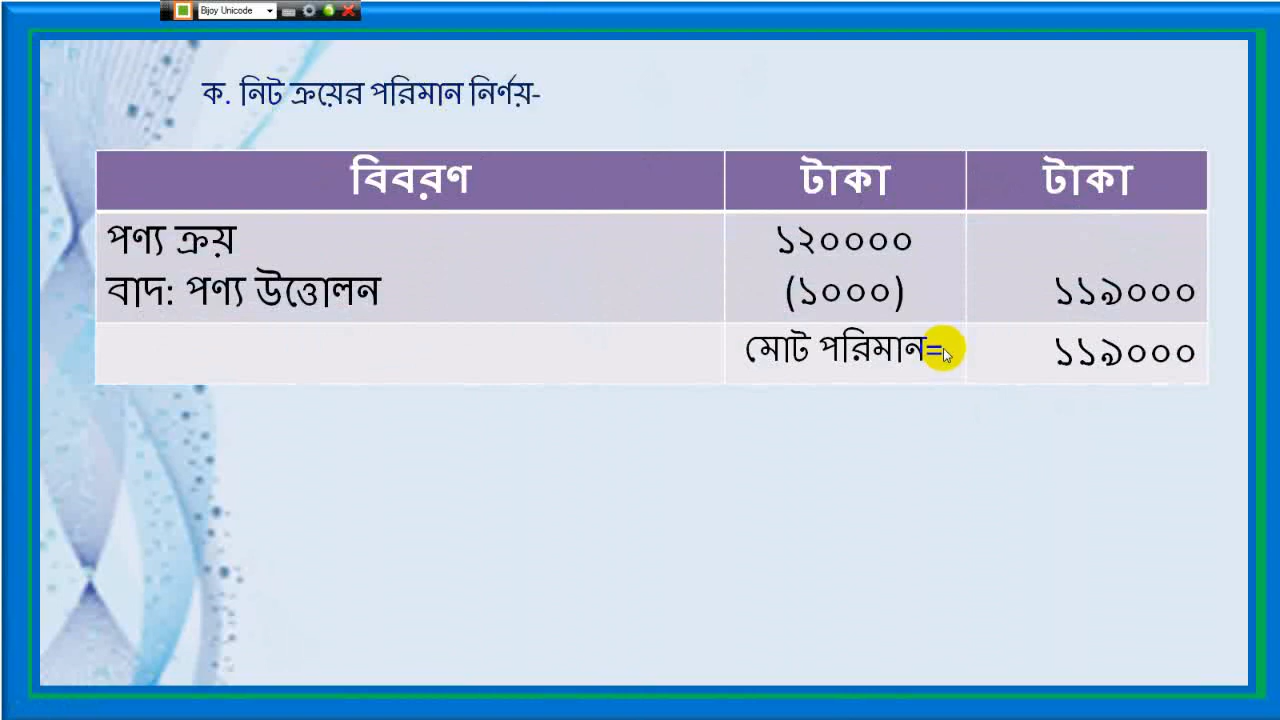 Bijoy Unicode
ক. নিট ক্রয়ের পরিমান নির্ণয়-
বিবরণ টাকা টাকা
পণ্য ক্রয় ১২০০০০
বাদ: পণ্য উত্তোলন (১০০০) ১১৯০০০
মোট পরিমান= ১১৯০০০